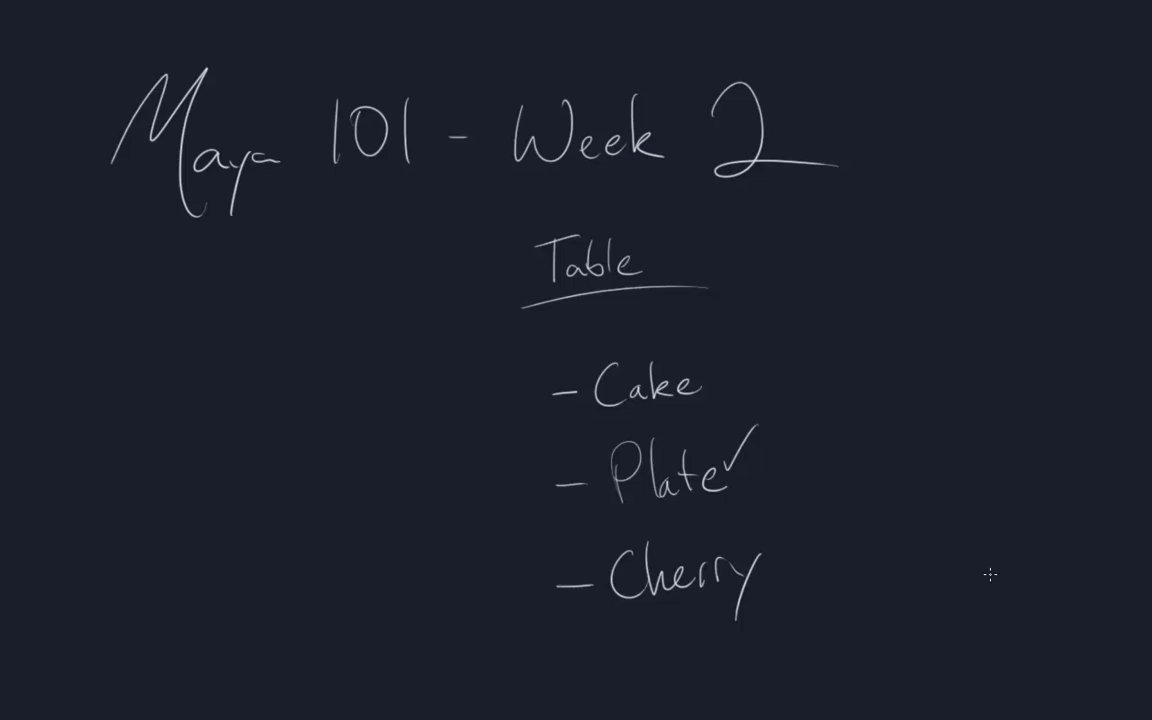 Maya 101 - Week 2
Table
- Cake
- Plate ✓
- Cherry